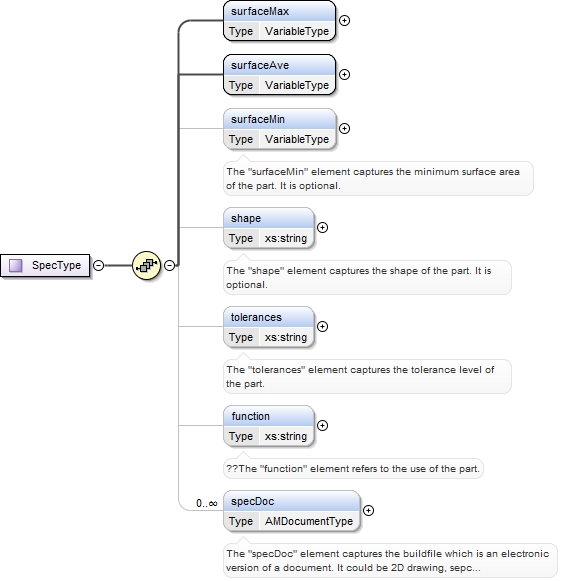 surfaceMax
Type VariableType
surfaceAve
Type VariableType
surfaceMin
Type VariableType
The "surfaceMin" element captures the minimum surface area
of the part. It is optional.
shape
Type xs:string
The "shape" element captures the shape of the part. It is
optional.
SpecType
tolerances
Type xs:string
The "tolerances" element captures the tolerance level of
the part.
function
Type xs:string
??The "function" element refers to the use of the part.
0..∞
specDoc
Type AMDocumentType
The "specDoc" element captures the buildfile which is an electronic
version of a document. It could be 2D drawing, sepc...